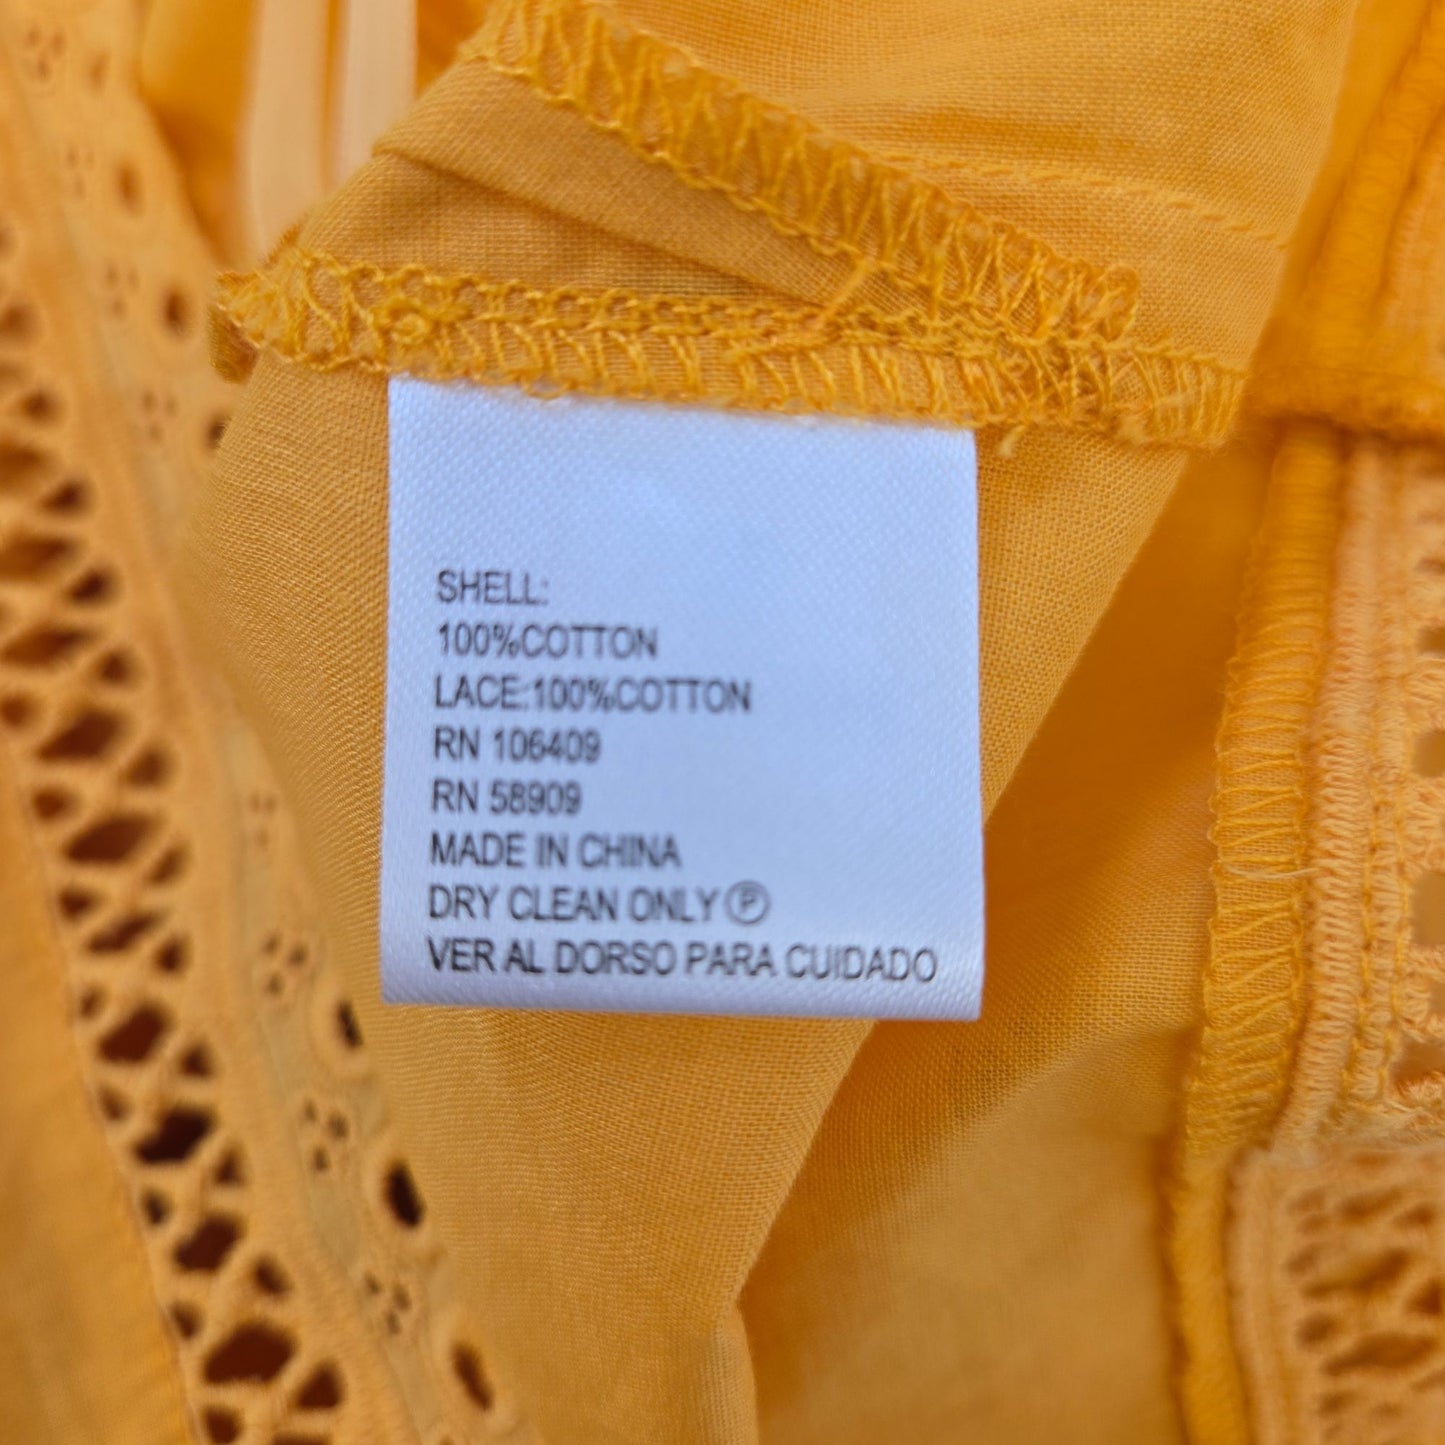 SHELL:
100%COTTON
LACE:100%COTTON
RN 106409
RN 58909
MADE IN CHINA
DRY CLEAN ONLY Ⓟ
VER AL DORSO PARA CUIDADO